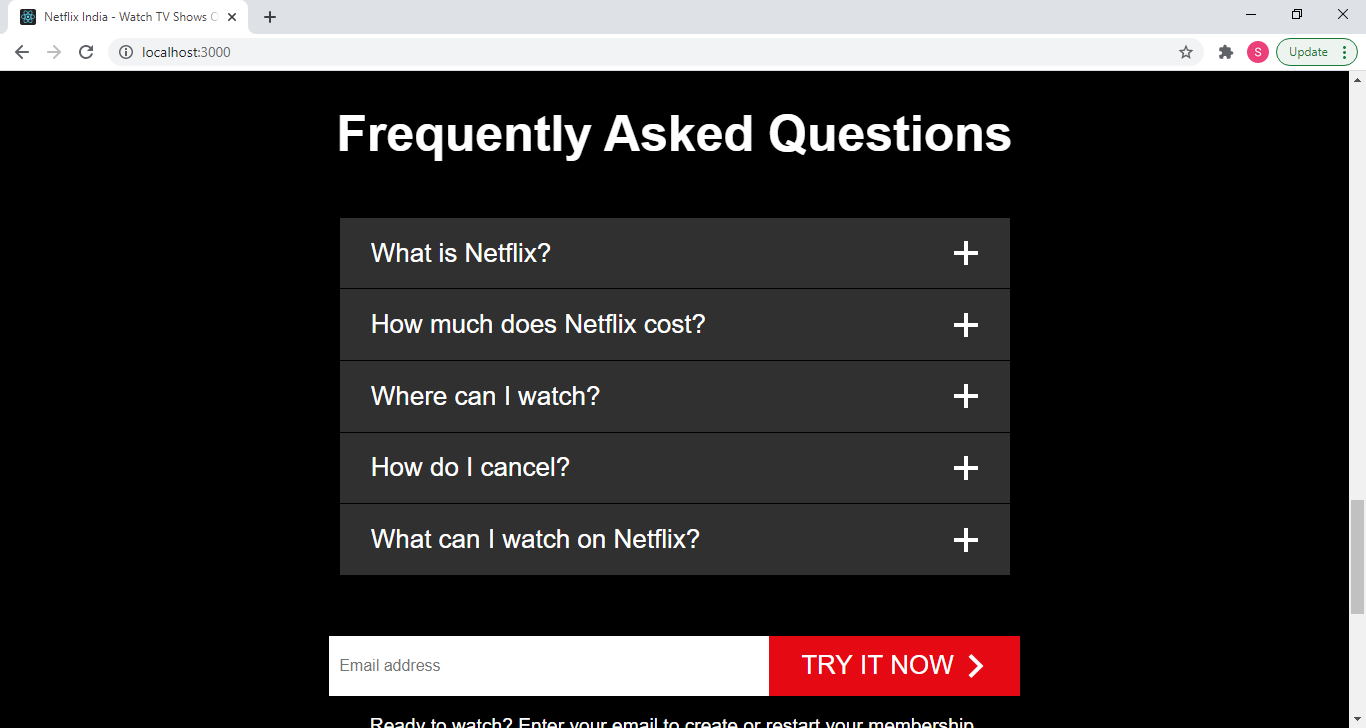 Netflix India - Watch TV Shows O
localhost:3000
S
Update
Frequently Asked Questions
What is Netflix?
How much does Netflix cost?
Where can I watch?
How do I cancel?
What can I watch on Netflix?
Email address
TRY IT NOW
Ready to watch? Enter your email to create or restart your membership